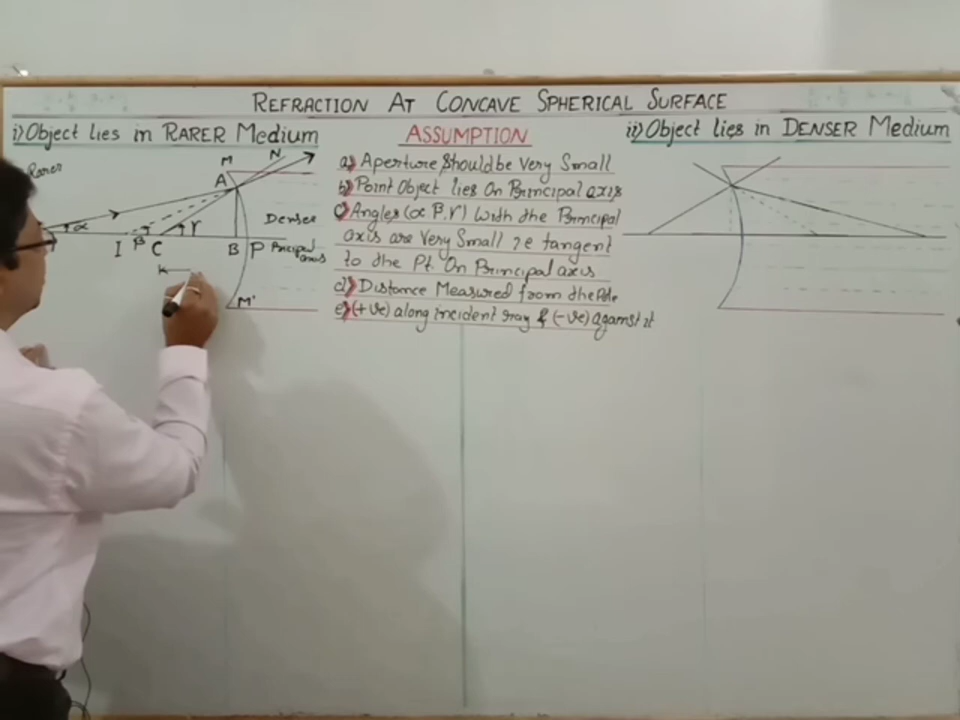 REFRACTION AT CONCAVE SPHERICAL SURFACE
i) Object lies in RARER Medium
ASSUMPTION
ii) Object lies in DENSER Medium
a) Aperture should be Very Small
b) Point Object lies On Principal axis
c) Angles (α β, γ) With the Principal
axis are Very Small ie tangent
to the Pt. On Principal axis
d) Distance Measured from the Pole
e) (+ve) along incident ray & (-ve) against it
Rarer
M
N
A
α
I
β
C
γ
B
P
Denser
Principal
axis
M'